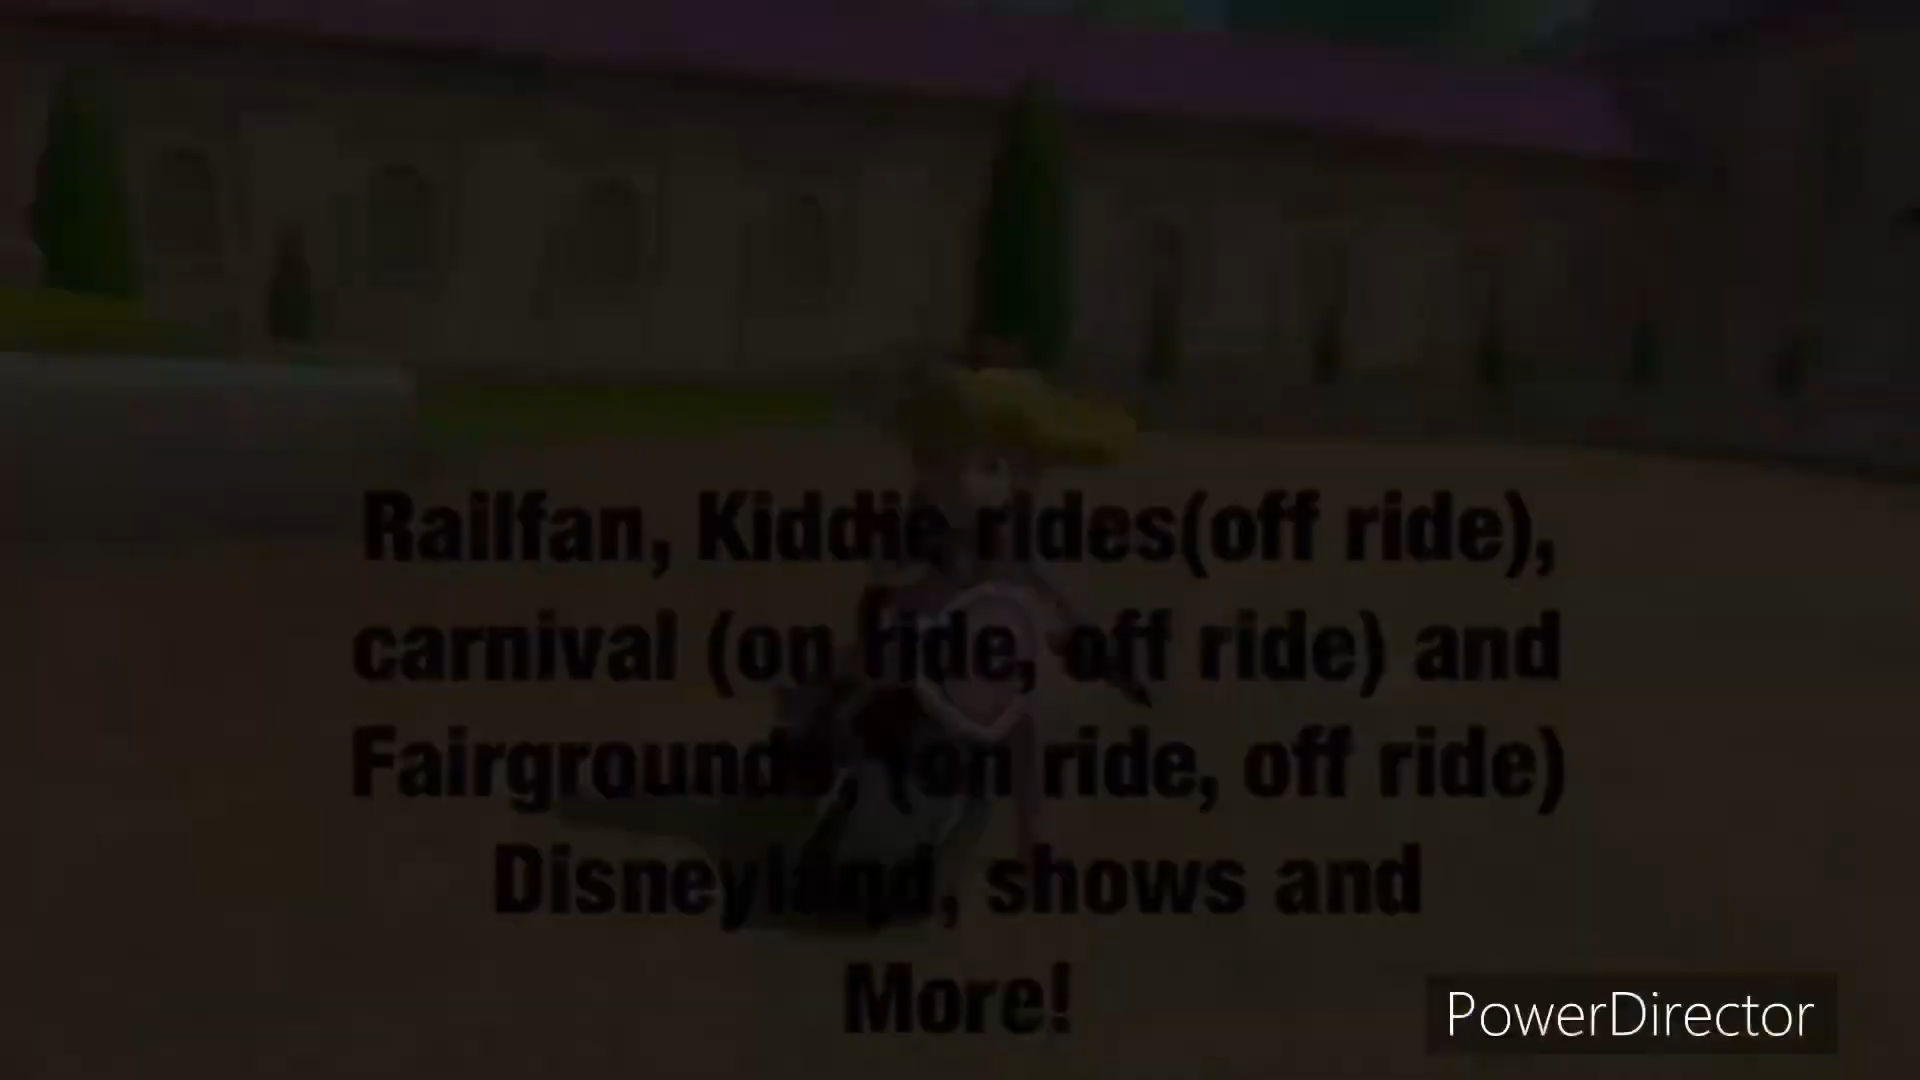 Railfan, Kiddie rides(off ride),
carnival (on ride, off ride) and
Fairgrounds, (on ride, off ride)
Disneyland, shows and
More!
PowerDirector